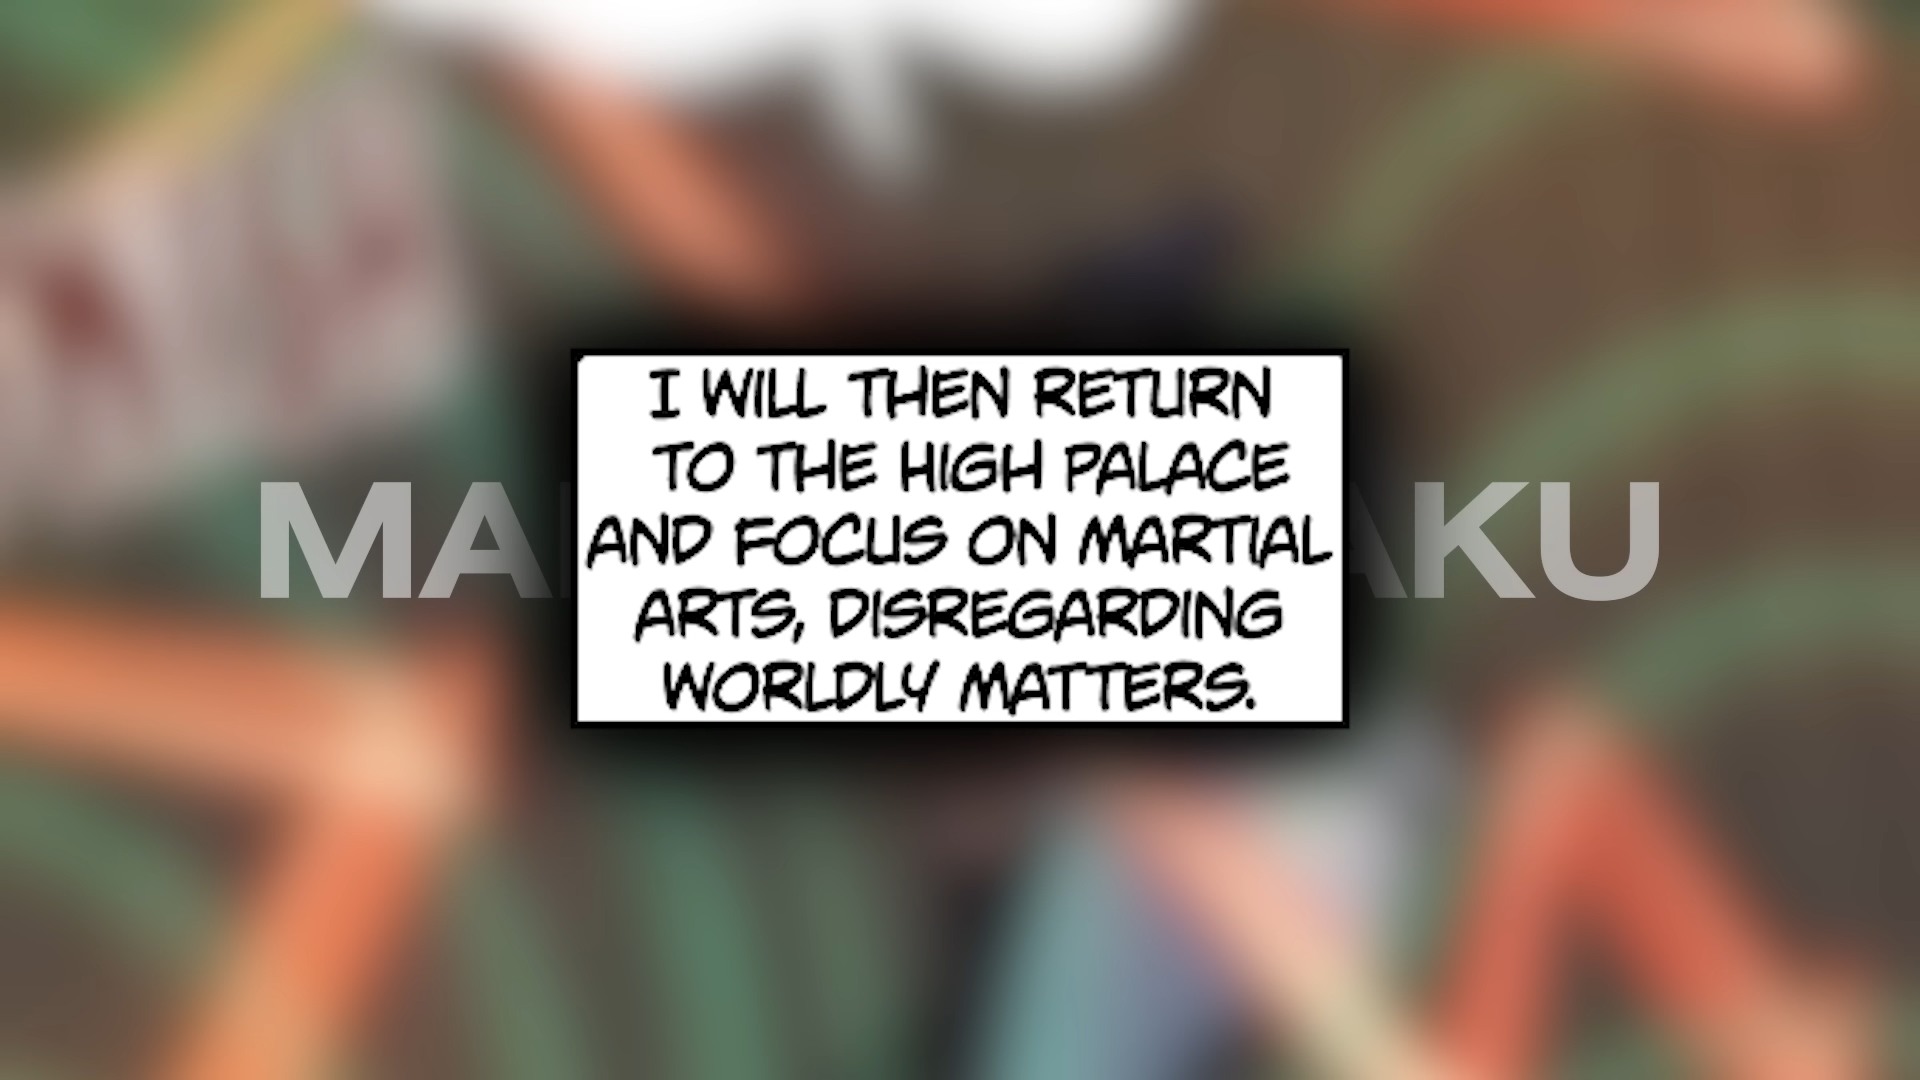 I WILL THEN RETURN
TO THE HIGH PALACE
AND FOCUS ON MARTIAL
ARTS, DISREGARDING
WORLDLY MATTERS.